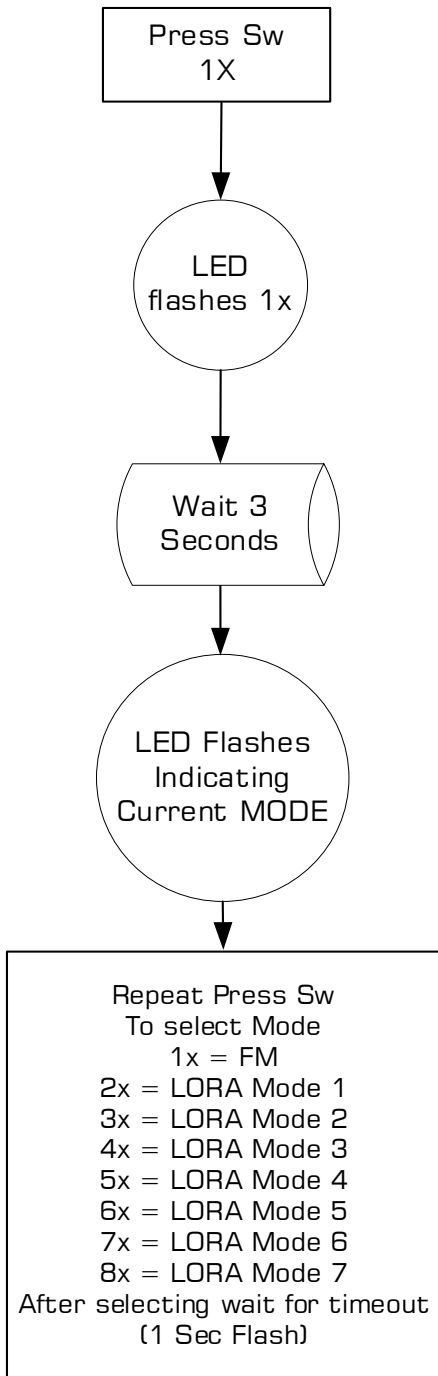 Press Sw
1X
LED
flashes 1x
Wait 3
Seconds
LED Flashes
Indicating
Current MODE
Repeat Press Sw
To select Mode
1x = FM
2x = LORA Mode 1
3x = LORA Mode 2
4x = LORA Mode 3
5x = LORA Mode 4
6x = LORA Mode 5
7x = LORA Mode 6
8x = LORA Mode 7
After selecting wait for timeout
(1 Sec Flash)